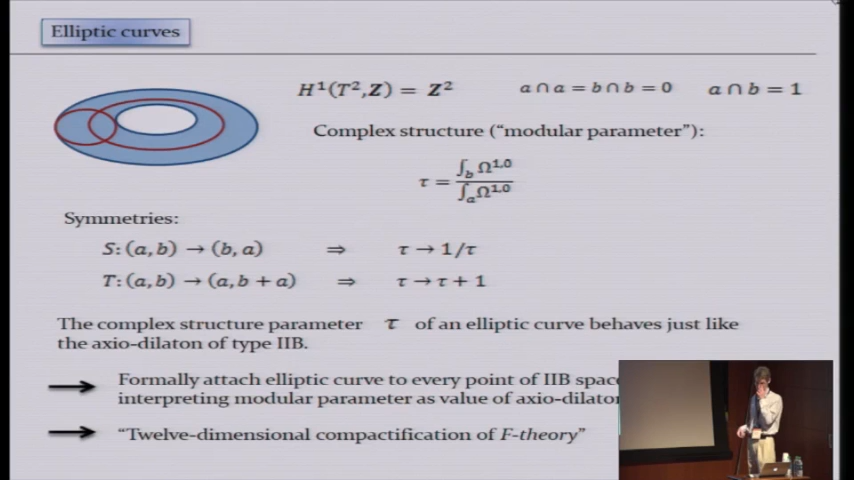 Elliptic curves
H¹(T²,Z) = Z² a∩a = b∩b = 0 a∩b = 1
Complex structure ("modular parameter"):
τ = ∫_b Ω^{1,0} / ∫_a Ω^{1,0}
Symmetries:
S: (a,b) → (b,a) ⇒ τ → 1/τ
T: (a,b) → (a,b + a) ⇒ τ → τ + 1
The complex structure parameter τ of an elliptic curve behaves just like
the axio-dilaton of type IIB.
Formally attach elliptic curve to every point of IIB
interpreting modular parameter as value of
"Twelve-dimensional compactification of F-theory"